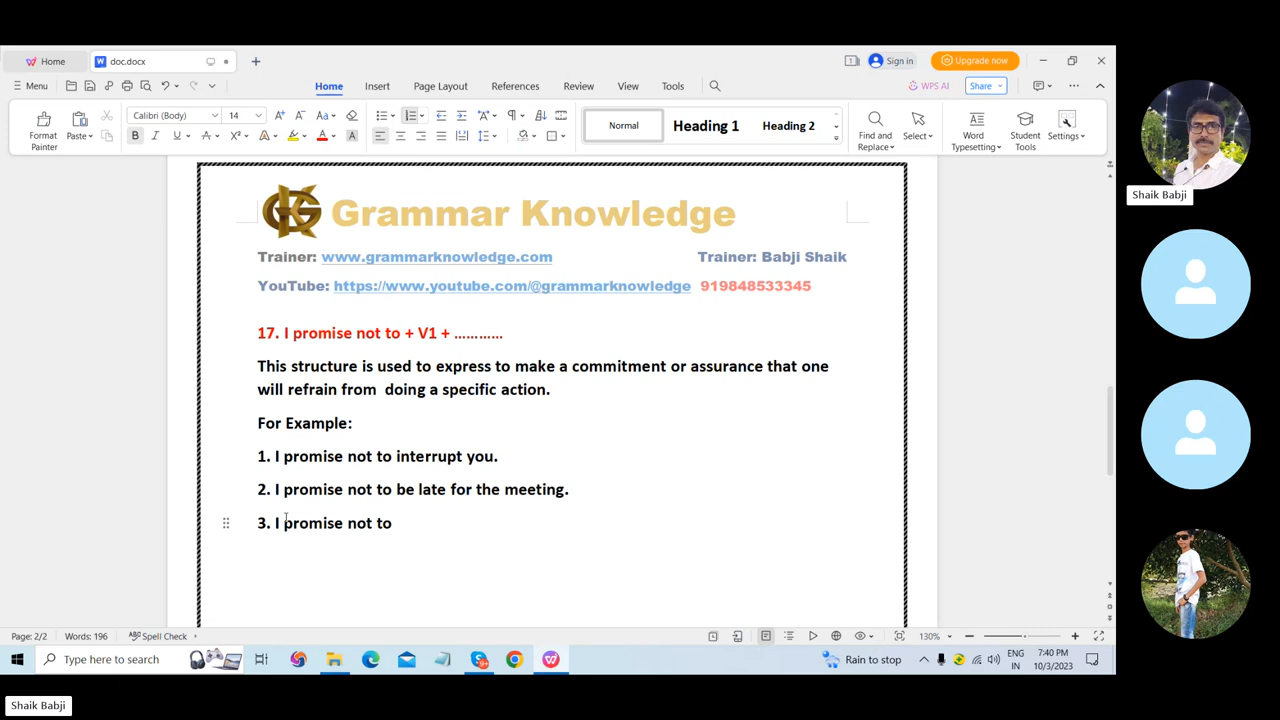 Home
doc.docx
Sign in
Upgrade now
Menu
Home
Insert
Page Layout
References
Review
View
Tools
WPS AI
Share
Format Painter
Paste
Calibri (Body)
14
Normal
Heading 1
Heading 2
Find and Replace
Select
Word Typesetting
Student Tools
Settings
Shaik Babji
GK Grammar Knowledge
Trainer: www.grammarknowledge.com Trainer: Babji Shaik
YouTube: https://www.youtube.com/@grammarknowledge 919848533345
17. I promise not to + V1 + …………
This structure is used to express to make a commitment or assurance that one
will refrain from doing a specific action.
For Example:
1. I promise not to interrupt you.
2. I promise not to be late for the meeting.
3. I promise not to
Page: 2/2 Words: 196 Spell Check 130%
Type here to search
Rain to stop
ENG
IN
7:40 PM
10/3/2023
Shaik Babji